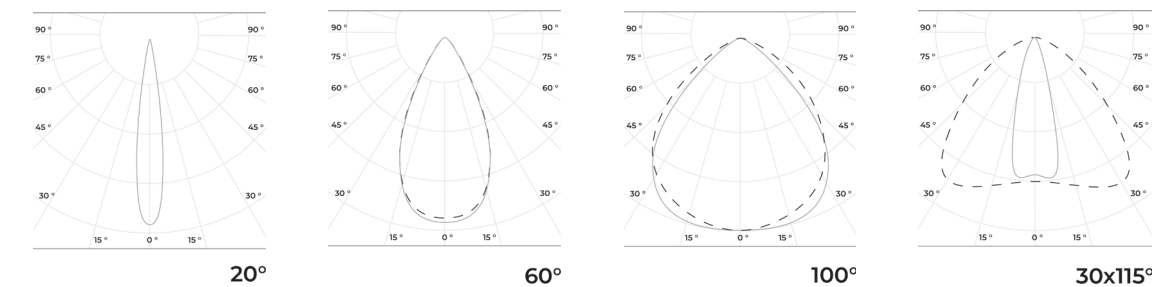 90 ° 90 ° 90 ° 90 ° 90 ° 90 ° 90 ° 90 °
75 ° 75 ° 75 ° 75 ° 75 ° 75 ° 75 ° 75 °
60 ° 60 ° 60 ° 60 ° 60 ° 60 ° 60 ° 60 °
45 ° 45 ° 45 ° 45 ° 45 ° 45 ° 45 ° 45 °
30 ° 30 ° 30 ° 30 ° 30 ° 30 ° 30 ° 30 °
15 ° 0 ° 15 ° 15 ° 0 ° 15 ° 15 ° 0 ° 15 ° 15 ° 0 ° 15 °
20° 60° 100° 30x115°